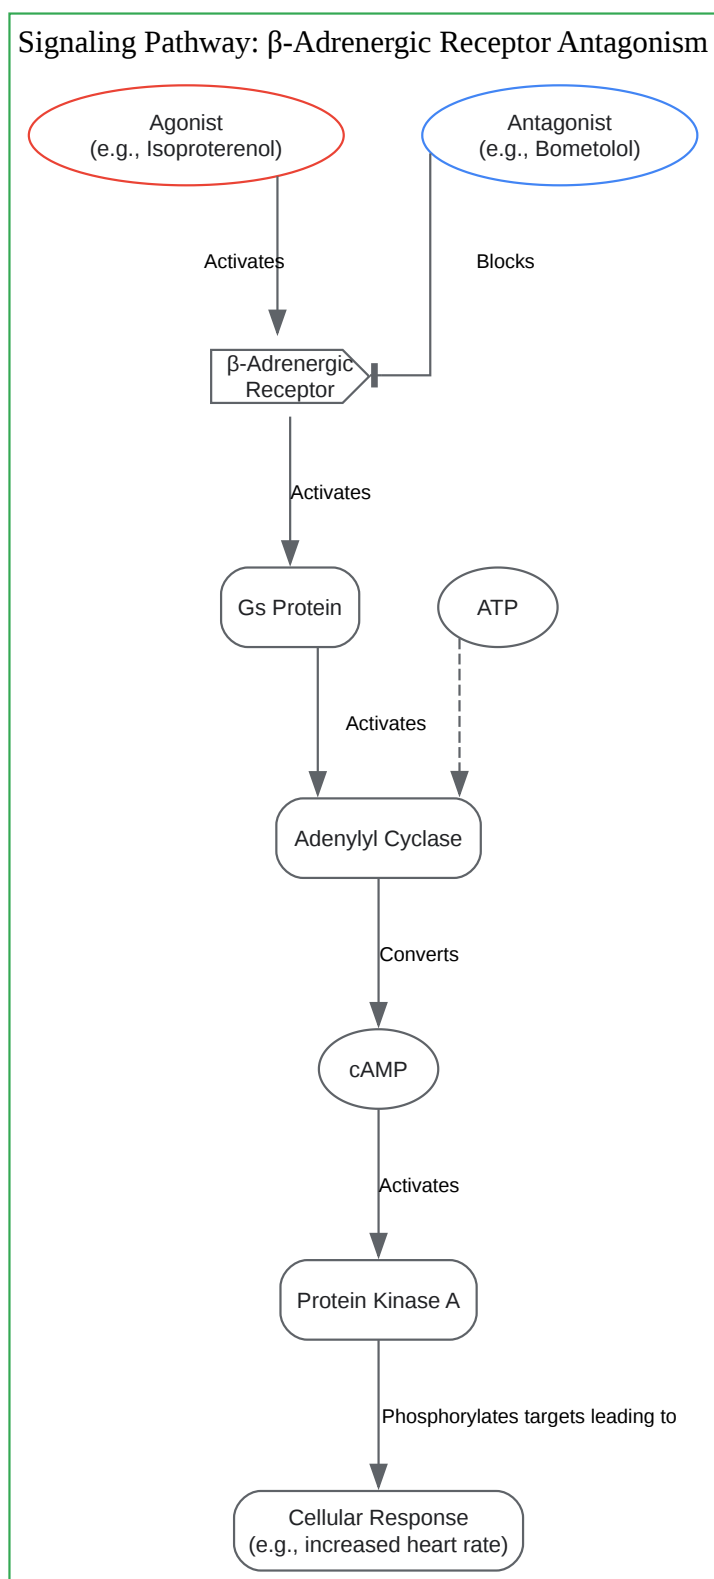 Signaling Pathway: β-Adrenergic Receptor Antagonism
Agonist
(e.g., Isoproterenol)
Antagonist
(e.g., Bometolol)
Activates
Blocks
β-Adrenergic
Receptor
Activates
Gs Protein
ATP
Activates
Adenylyl Cyclase
Converts
cAMP
Activates
Protein Kinase A
Phosphorylates targets leading to
Cellular Response
(e.g., increased heart rate)